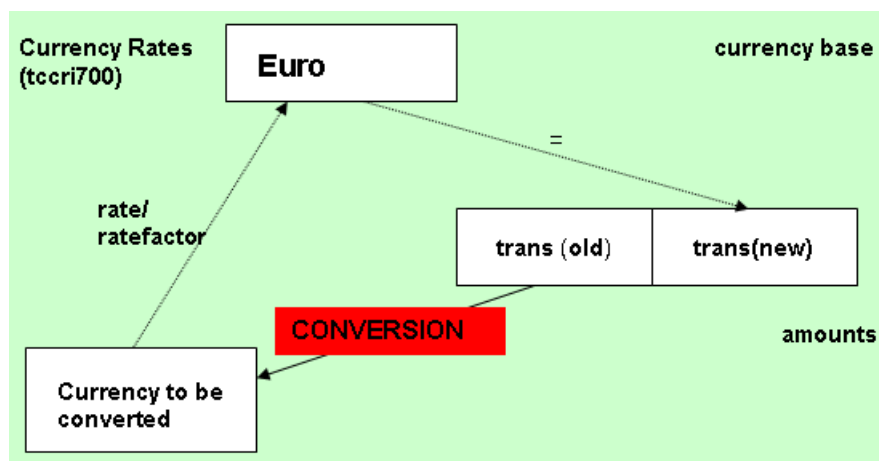 Currency Rates
(tccri700)
Euro
currency base
=
rate/
ratefactor
trans (old)
trans(new)
CONVERSION
amounts
Currency to be
converted